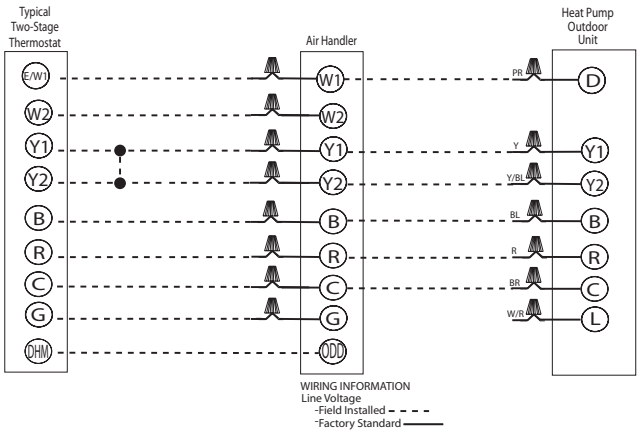 Typical
Two-Stage
Thermostat
Air Handler
Heat Pump
Outdoor
Unit
E/W1 W1 PR D
W2 W2
Y1 Y1 Y Y1
Y2 Y2 Y/BL Y2
B B BL B
R R R R
C C BR C
G G W/R L
DHM ODD
WIRING INFORMATION
Line Voltage
-Field Installed
-Factory Standard